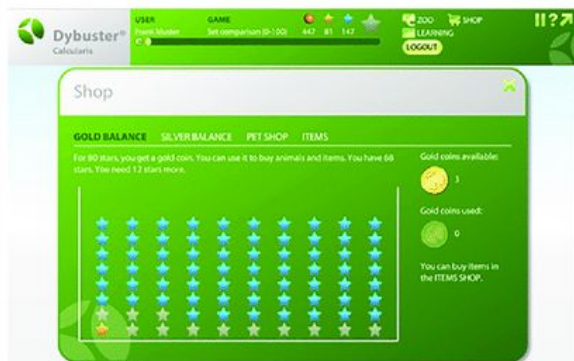 Dybuster®
Calcularis
USER
Frank Muster
GAME
Set comparison (0-100)
447 81 147
ZOO SHOP
LEARNING
LOGOUT
II?
Shop
GOLD BALANCE SILVER BALANCE PET SHOP ITEMS
For 80 stars, you get a gold coin. You can use it to buy animals and items. You have 68
stars. You need 12 stars more.
Gold coins available:
3
Gold coins used:
0
You can buy items in
the ITEMS SHOP.